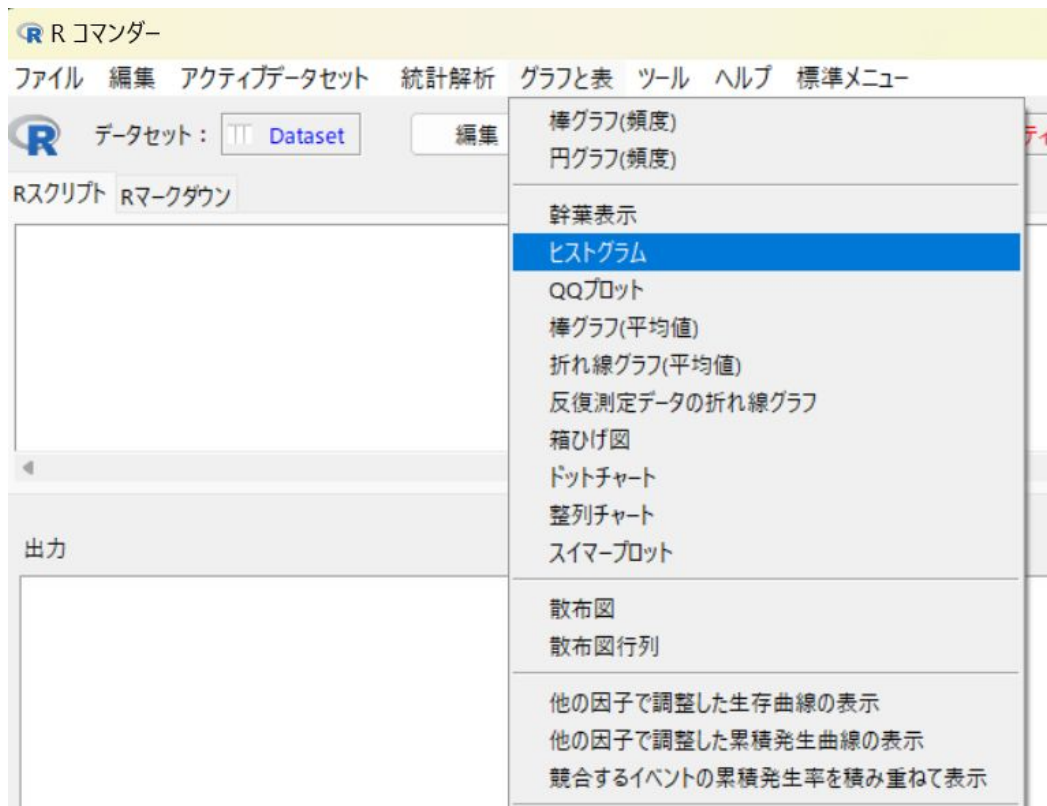 R コマンダー
ファイル 編集 アクティブデータセット 統計解析 グラフと表 ツール ヘルプ 標準メニュー
データセット： Dataset 編集
棒グラフ(頻度)
円グラフ(頻度)
Rスクリプト Rマークダウン
幹葉表示
ヒストグラム
QQプロット
棒グラフ(平均値)
折れ線グラフ(平均値)
反復測定データの折れ線グラフ
箱ひげ図
ドットチャート
整列チャート
スイマープロット
出力
散布図
散布図行列
他の因子で調整した生存曲線の表示
他の因子で調整した累積発生曲線の表示
競合するイベントの累積発生率を積み重ねて表示